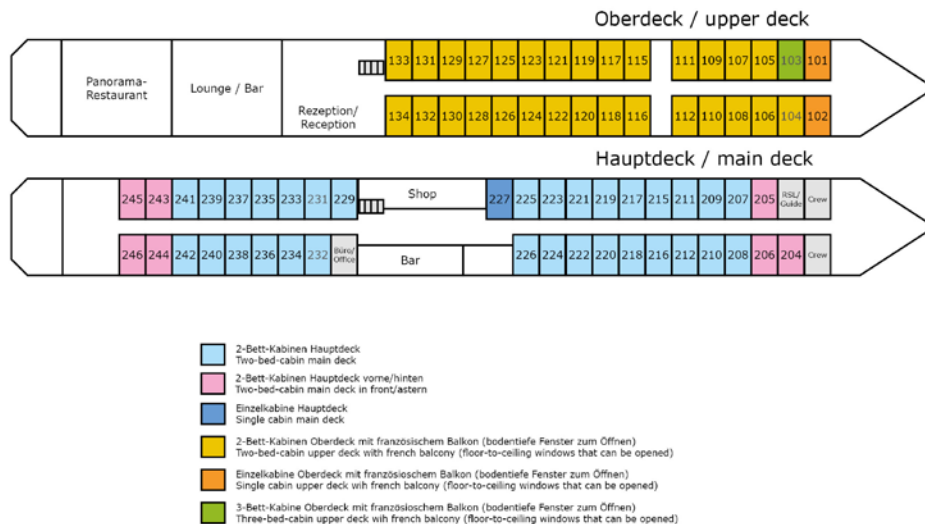 Oberdeck / upper deck
133 131 129 127 125 123 121 119 117 115 111 109 107 105 103 101
Panorama-
Restaurant
Lounge / Bar
Rezeption/
Reception
134 132 130 128 126 124 122 120 118 116 112 110 108 106 104 102
Hauptdeck / main deck
245 243 241 239 237 235 233 231 229 Shop 227 225 223 221 219 217 215 211 209 207 205 RSL/ Crew
Guide
246 244 242 240 238 236 234 232 Büro/ Bar 226 224 222 220 218 216 212 210 208 206 204 Crew
Office
2-Bett-Kabinen Hauptdeck
Two-bed-cabin main deck
2-Bett-Kabinen Hauptdeck vorne/hinten
Two-bed-cabin main deck in front/astern
Einzelkabine Hauptdeck
Single cabin main deck
2-Bett-Kabinen Oberdeck mit französischem Balkon (bodentiefe Fenster zum Öffnen)
Two-bed-cabin upper deck with french balcony (floor-to-ceiling windows that can be opened)
Einzelkabine Oberdeck mit französioschem Balkon (bodentiefe Fenster zum Öffnen)
Single cabin upper deck wih french balcony (floor-to-ceiling windows that can be opened)
3-Bett-Kabine Oberdeck mit französischem Balkon (bodentiefe Fenster zum Öffnen)
Three-bed-cabin upper deck wih french balcony (floor-to-ceiling windows that can be opened)